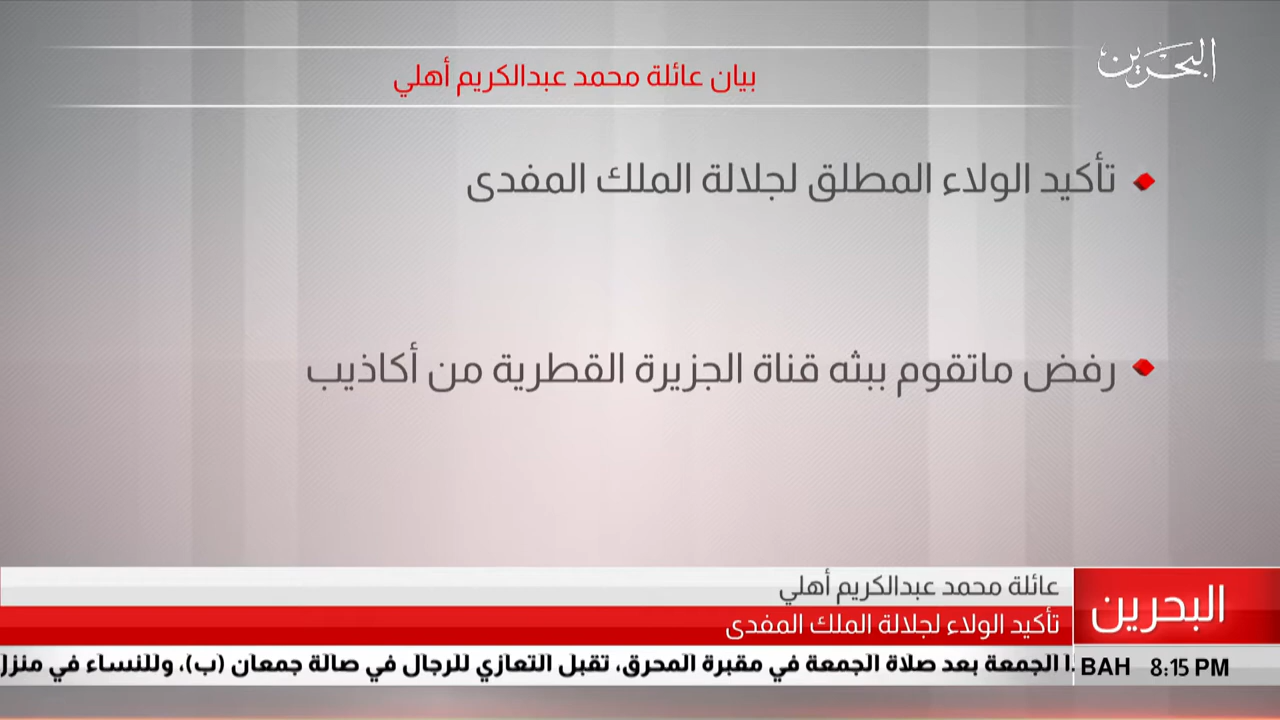 البحرين
بيان عائلة محمد عبدالكريم أهلي
تأكيد الولاء المطلق لجلالة الملك المفدى
رفض ماتقوم ببثه قناة الجزيرة القطرية من أكاذيب
عائلة محمد عبدالكريم أهلي
تأكيد الولاء لجلالة الملك المفدى
البحرين
الجمعة بعد صلاة الجمعة في مقبرة المحرق، تقبل التعازي للرجال في صالة جمعان (ب)، وللنساء في منزل
BAH 8:15 PM